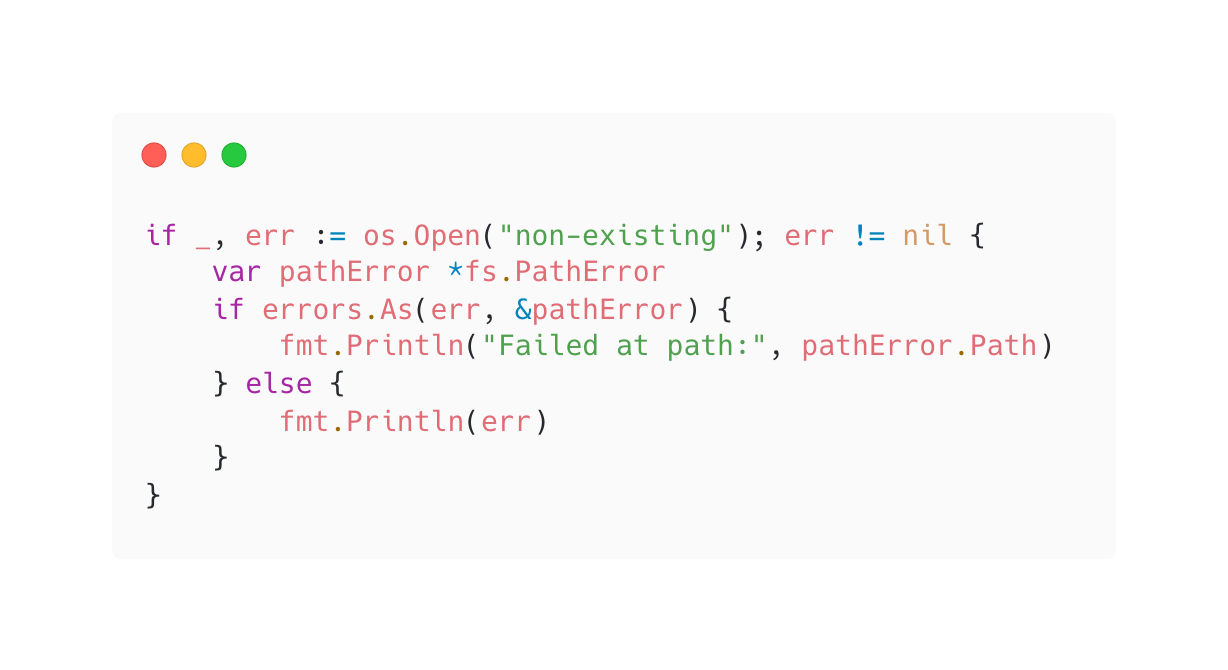 if _, err := os.Open("non-existing"); err != nil {
    var pathError *fs.PathError
    if errors.As(err, &pathError) {
        fmt.Println("Failed at path:", pathError.Path)
    } else {
        fmt.Println(err)
    }
}